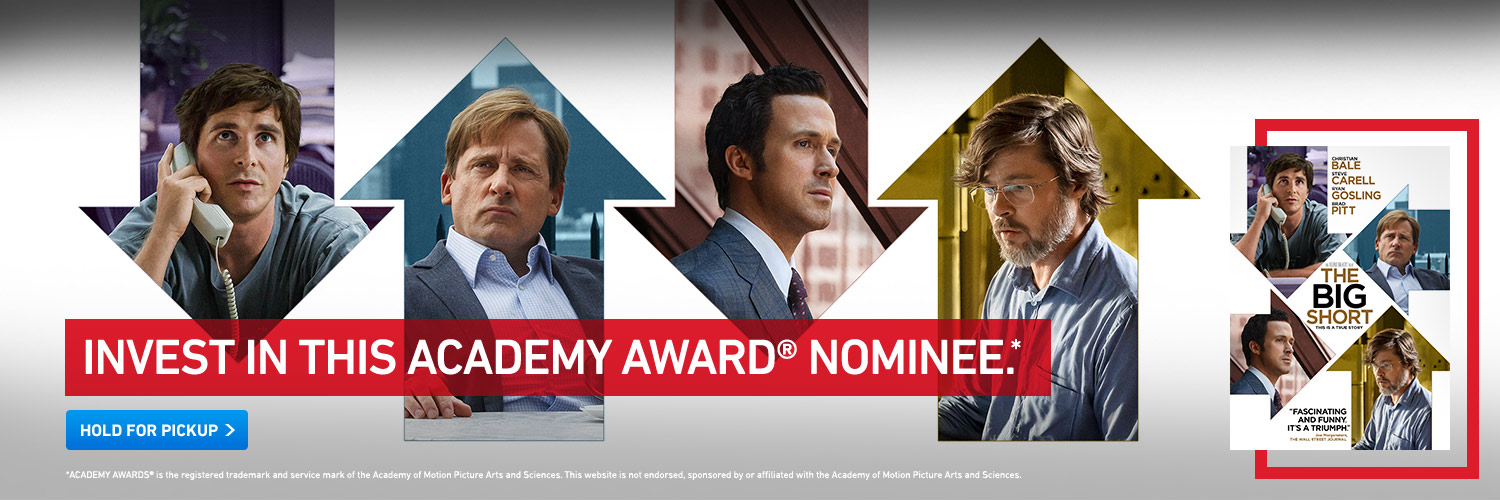 INVEST IN THIS ACADEMY AWARD® NOMINEE.*
HOLD FOR PICKUP >
*ACADEMY AWARDS® is the registered trademark and service mark of the Academy of Motion Picture Arts and Sciences. This website is not endorsed, sponsored by or affiliated with the Academy of Motion Picture Arts and Sciences.
CHRISTIAN
BALE
STEVE
CARELL
RYAN
GOSLING
BRAD
PITT
THE
BIG
SHORT
THIS IS A TRUE STORY
"FASCINATING
AND FUNNY.
IT'S A TRIUMPH."
Joe Morgenstern,
THE WALL STREET JOURNAL